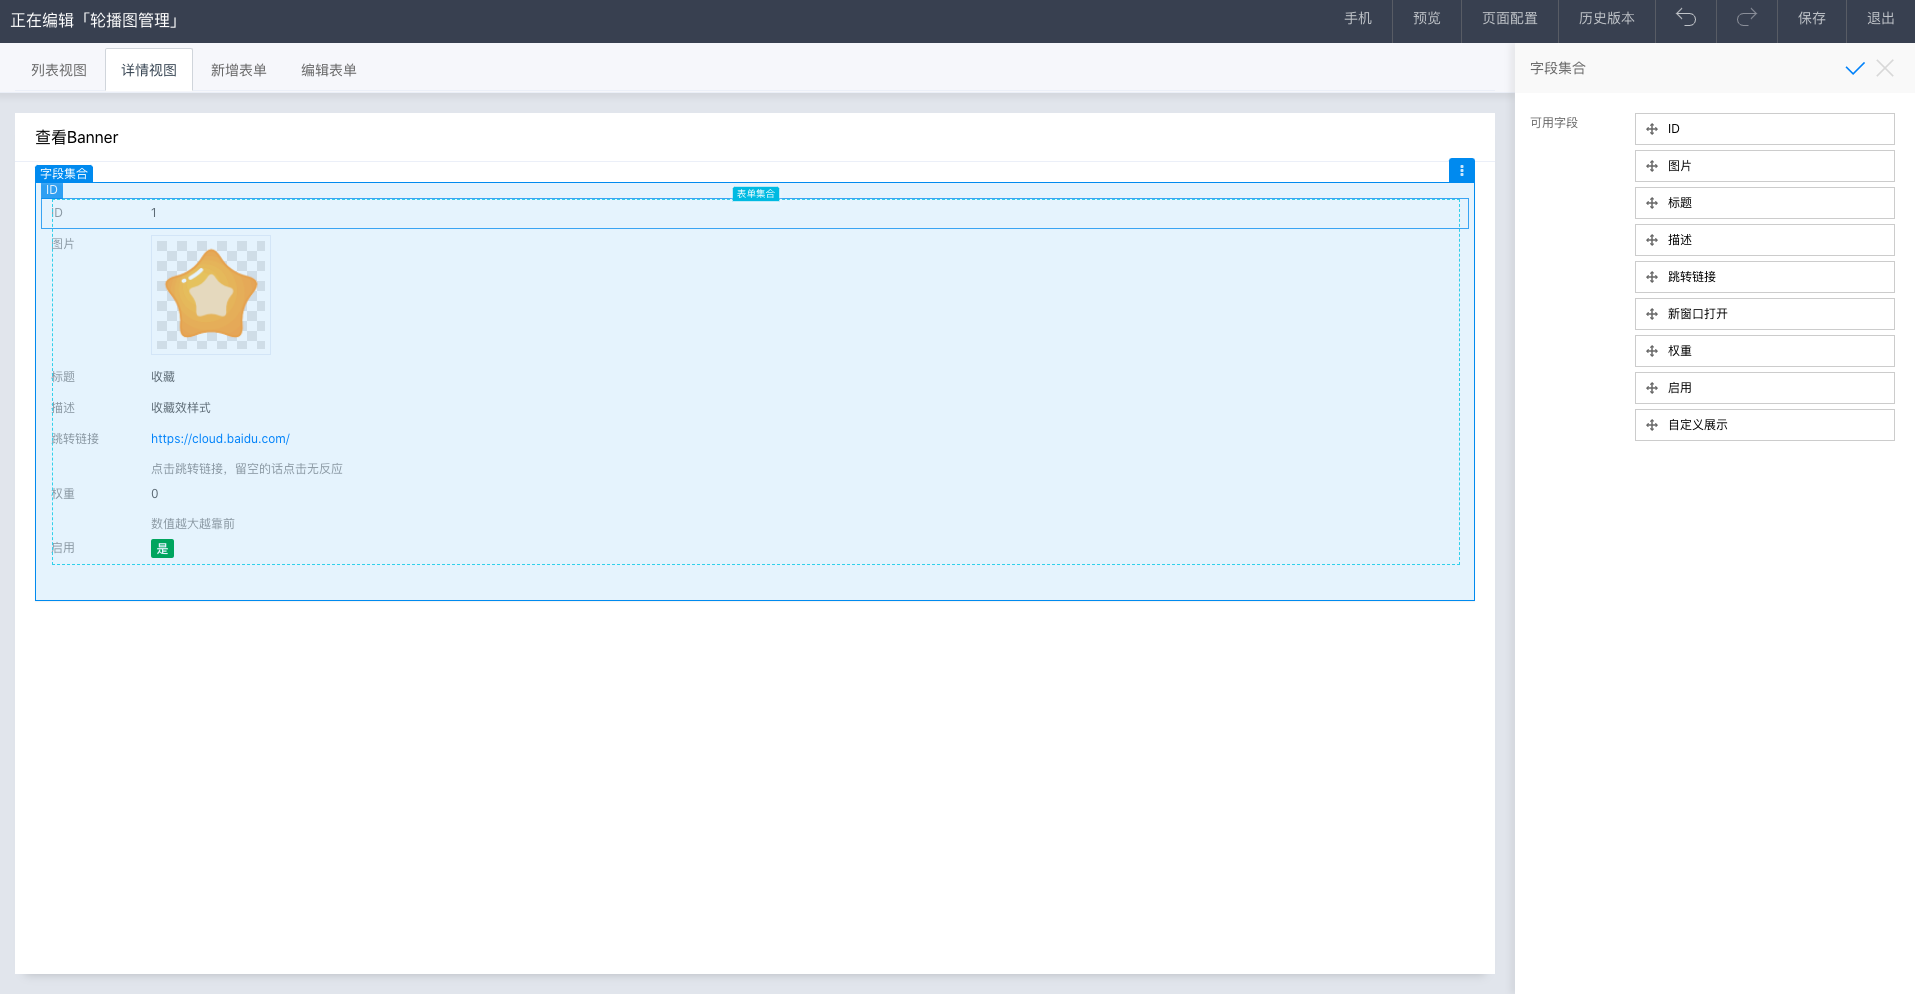 正在编辑「轮播图管理」
手机
预览
页面配置
历史版本
保存
退出
列表视图
详情视图
新增表单
编辑表单
查看Banner
字段集合
ID
表单集合
ID
1
图片
标题
收藏
描述
收藏效样式
跳转链接
https://cloud.baidu.com/
点击跳转链接，留空的话点击无反应
权重
0
数值越大越靠前
启用
是
字段集合
可用字段
ID
图片
标题
描述
跳转链接
新窗口打开
权重
启用
自定义展示